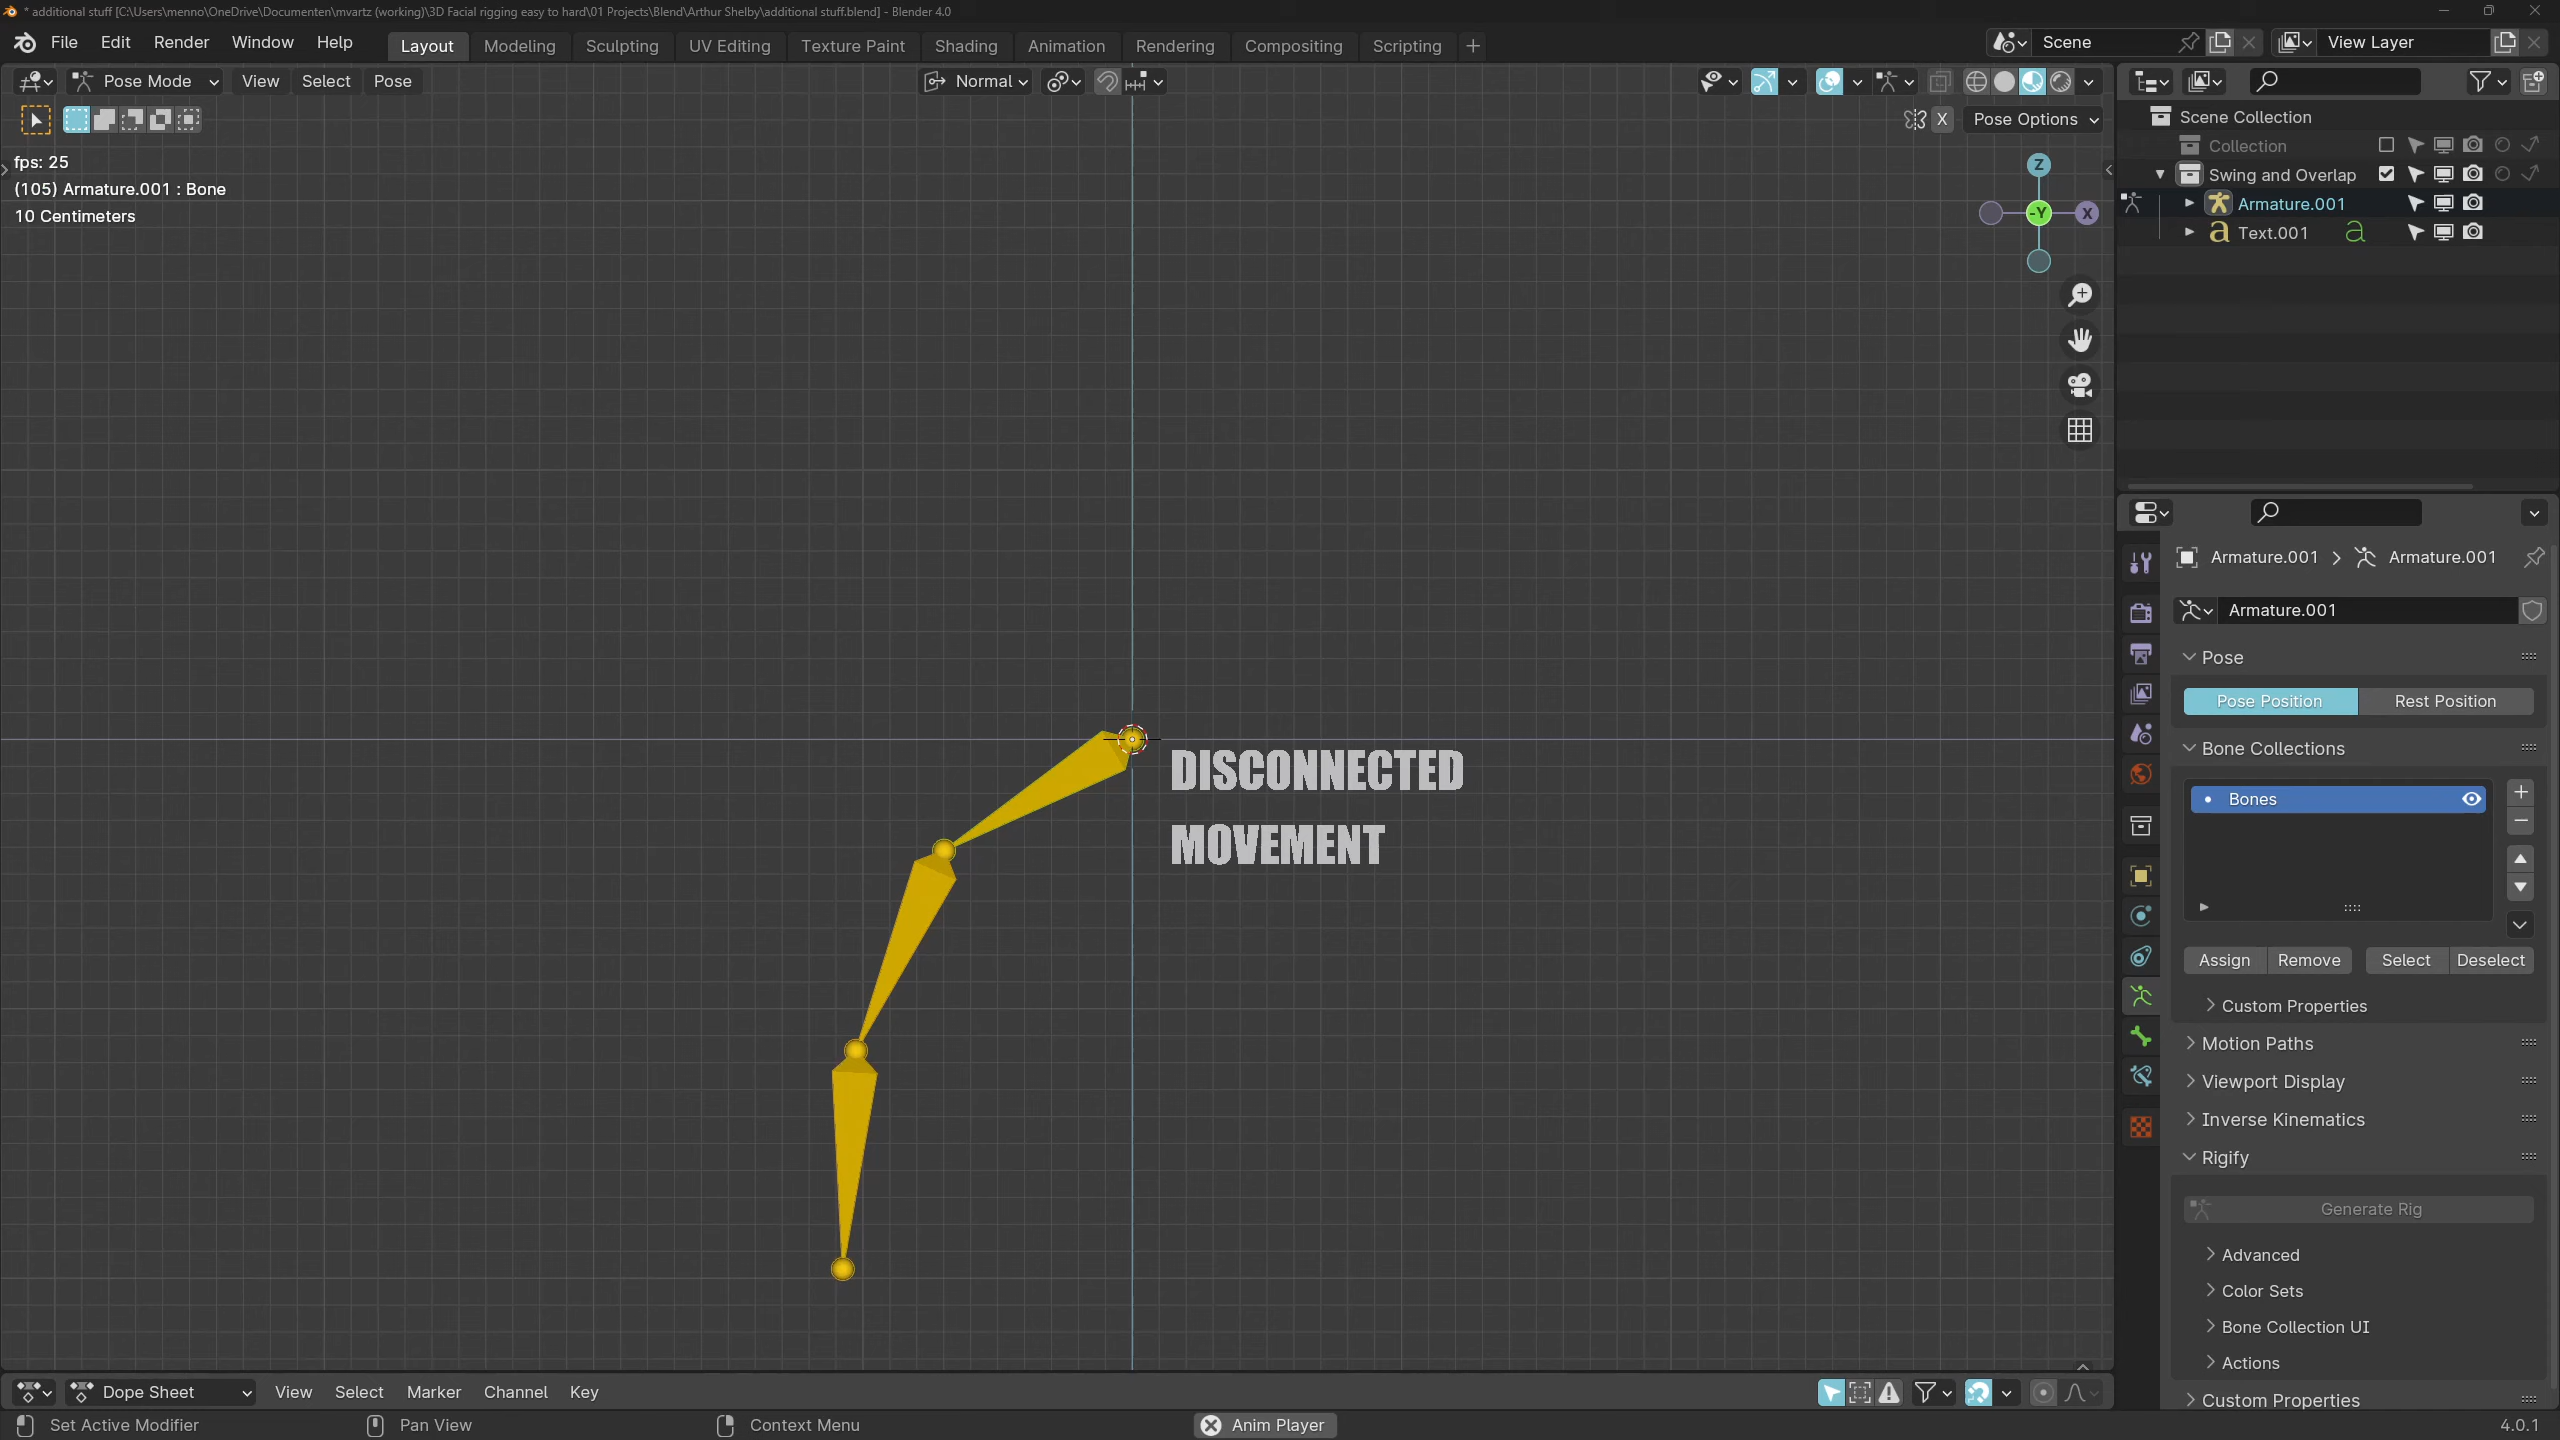 * additional stuff [C:\Users\menno\OneDrive\Documenten\mvartz (working)\3D Facial rigging easy to hard\01 Projects\Blend\Arthur Shelby\additional stuff.blend] - Blender 4.0
File Edit Render Window Help Layout Modeling Sculpting UV Editing Texture Paint Shading Animation Rendering Compositing Scripting + Scene View Layer
Pose Mode View Select Pose Normal
X Pose Options
fps: 25
(105) Armature.001 : Bone
10 Centimeters
Z
-Y
X
DISCONNECTED
MOVEMENT
Scene Collection
Collection
Swing and Overlap
Armature.001
Text.001
Armature.001 > Armature.001
Armature.001
Pose
Pose Position Rest Position
Bone Collections
Bones
Assign Remove Select Deselect
Custom Properties
Motion Paths
Viewport Display
Inverse Kinematics
Rigify
Generate Rig
Advanced
Color Sets
Bone Collection UI
Actions
Custom Properties
Dope Sheet View Select Marker Channel Key
Set Active Modifier Pan View Context Menu Anim Player 4.0.1